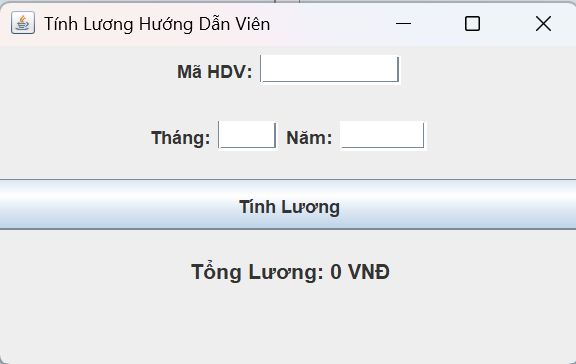 Tính Lương Hướng Dẫn Viên
Mã HDV:
Tháng: Năm:
Tính Lương
Tổng Lương: 0 VNĐ